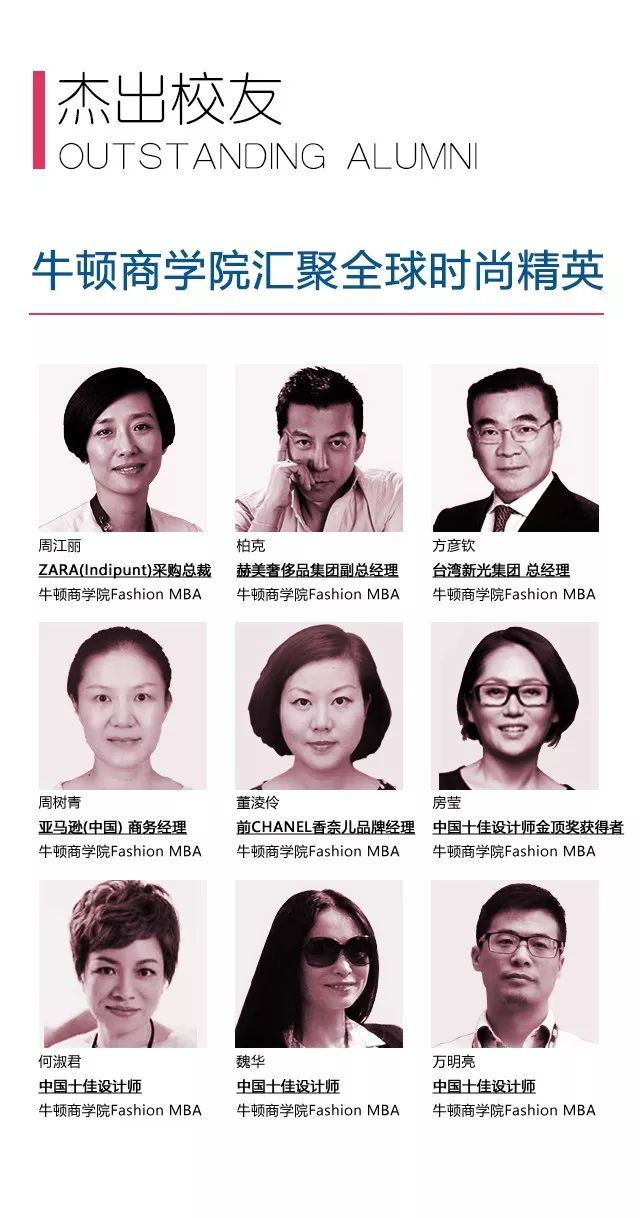 杰出校友
OUTSTANDING ALUMNI
牛顿商学院汇聚全球时尚精英
周江丽
ZARA(Indipunt)采购总裁
牛顿商学院Fashion MBA
柏克
赫美奢侈品集团副总经理
牛顿商学院Fashion MBA
方彦钦
台湾新光集团 总经理
牛顿商学院Fashion MBA
周树青
亚马逊(中国) 商务经理
牛顿商学院Fashion MBA
董淩伶
前CHANEL香奈儿品牌经理
牛顿商学院Fashion MBA
房莹
中国十佳设计师金顶奖获得者
牛顿商学院Fashion MBA
何淑君
中国十佳设计师
牛顿商学院Fashion MBA
魏华
中国十佳设计师
牛顿商学院Fashion MBA
万明亮
中国十佳设计师
牛顿商学院Fashion MBA